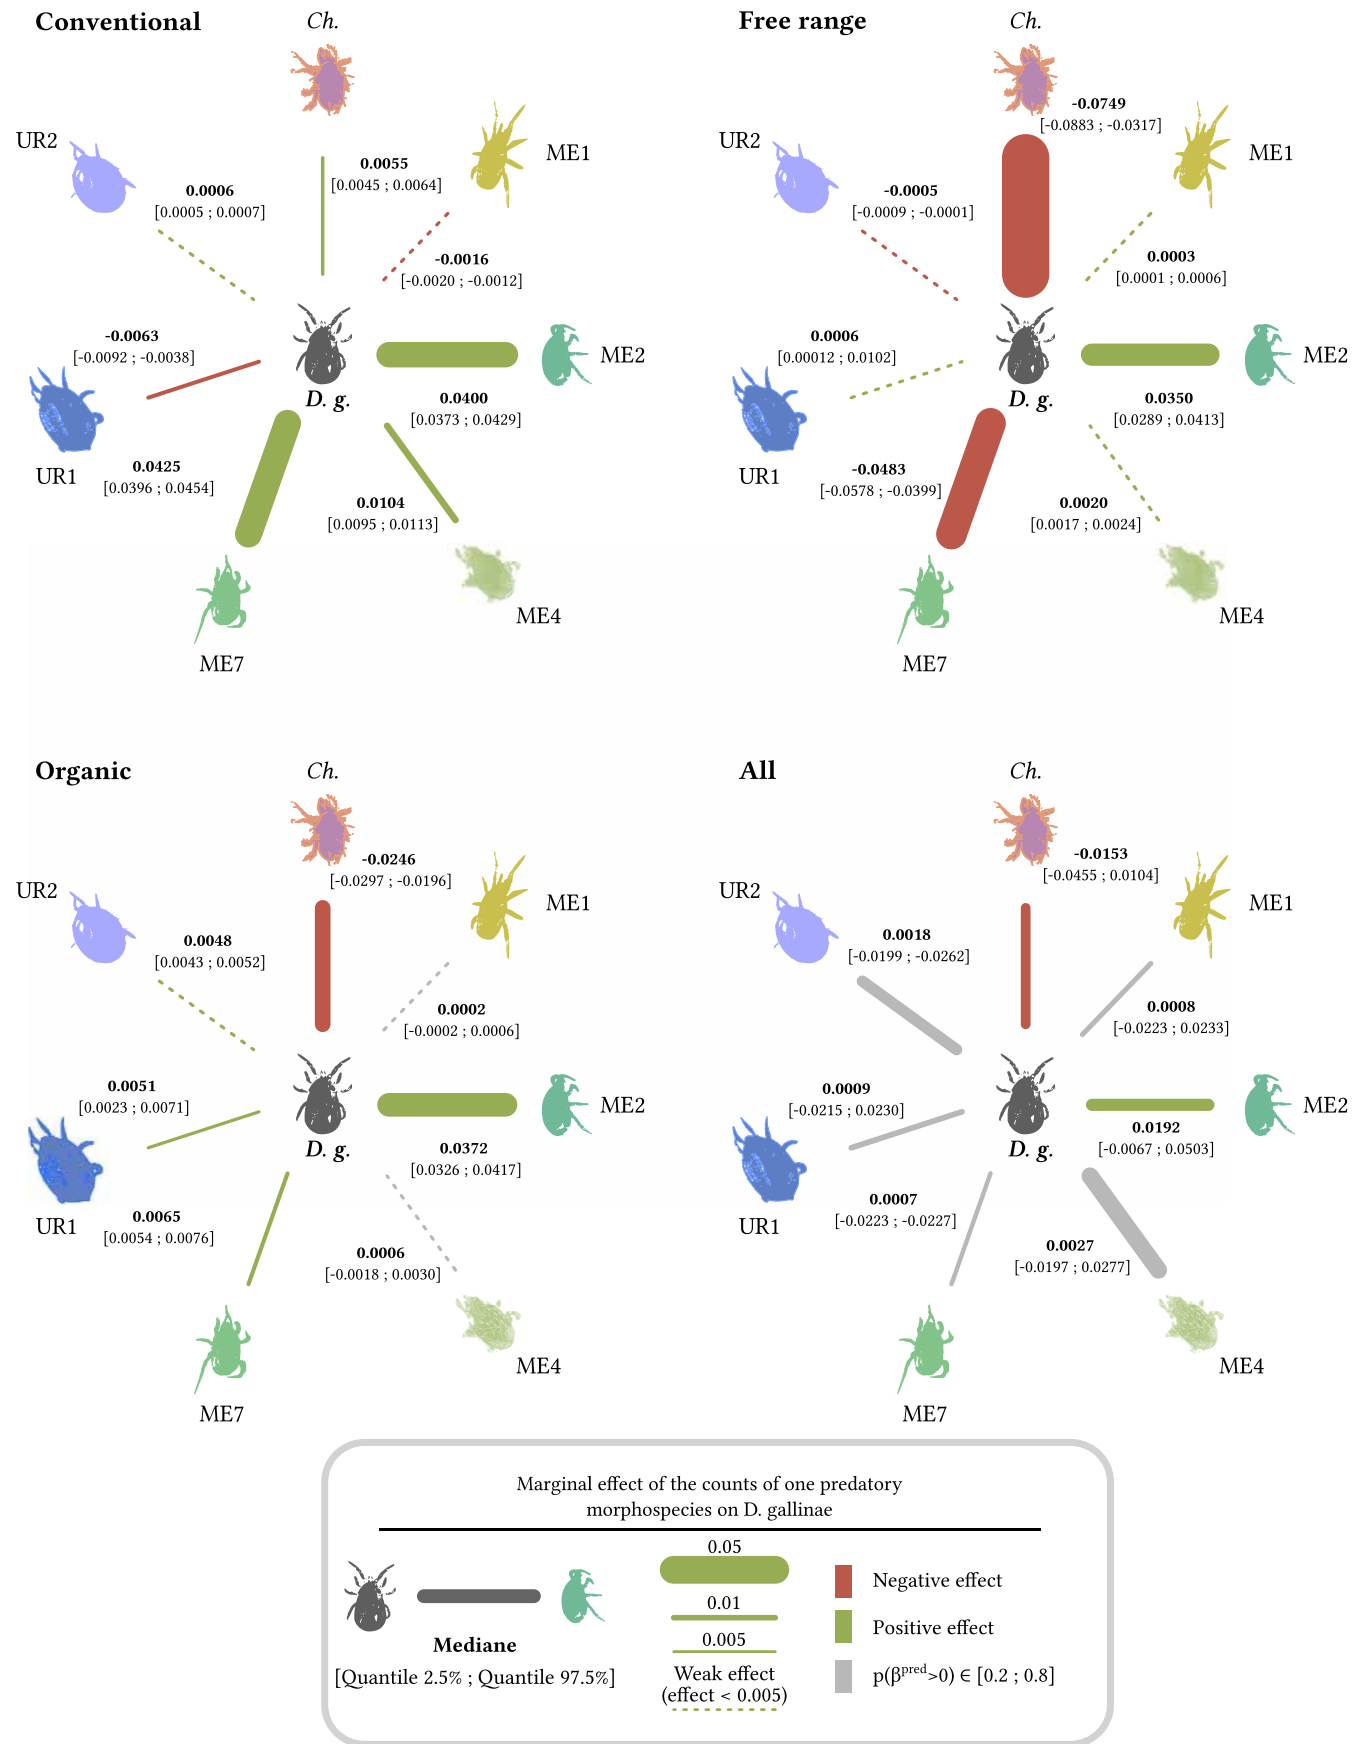 Conventional
Ch.
UR2
ME1
0.0055
[0.0045 ; 0.0064]
0.0006
[0.0005 ; 0.0007]
-0.0016
[-0.0020 ; -0.0012]
-0.0063
[-0.0092 ; -0.0038]
ME2
D. g.
0.0400
[0.0373 ; 0.0429]
UR1
0.0425
[0.0396 ; 0.0454]
0.0104
[0.0095 ; 0.0113]
ME4
ME7
Free range
Ch.
-0.0749
[-0.0883 ; -0.0317]
UR2
ME1
-0.0005
[-0.0009 ; -0.0001]
0.0003
[0.0001 ; 0.0006]
0.0006
[0.00012 ; 0.0102]
ME2
D. g.
0.0350
[0.0289 ; 0.0413]
UR1
-0.0483
[-0.0578 ; -0.0399]
0.0020
[0.0017 ; 0.0024]
ME4
ME7
Organic
Ch.
-0.0246
[-0.0297 ; -0.0196]
UR2
ME1
0.0048
[0.0043 ; 0.0052]
0.0002
[-0.0002 ; 0.0006]
0.0051
[0.0023 ; 0.0071]
ME2
D. g.
0.0372
[0.0326 ; 0.0417]
UR1
0.0065
[0.0054 ; 0.0076]
0.0006
[-0.0018 ; 0.0030]
ME4
ME7
All
Ch.
-0.0153
[-0.0455 ; 0.0104]
UR2
ME1
0.0018
[-0.0199 ; -0.0262]
0.0008
[-0.0223 ; 0.0233]
0.0009
[-0.0215 ; 0.0230]
ME2
0.0192
[-0.0067 ; 0.0503]
D. g.
UR1
0.0007
[-0.0223 ; -0.0227]
0.0027
[-0.0197 ; 0.0277]
ME4
ME7
Marginal effect of the counts of one predatory
morphospecies on D. gallinae
Mediane
[Quantile 2.5% ; Quantile 97.5%]
0.05
0.01
0.005
Weak effect
(effect < 0.005)
Negative effect
Positive effect
p(βᵖʳᵉᵈ>0) ∈ [0.2 ; 0.8]